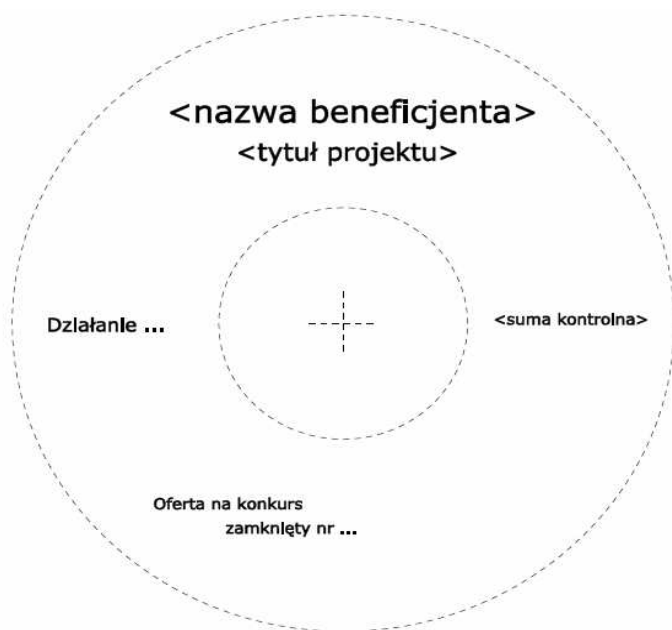 <nazwa beneficjenta>
<tytuł projektu>
Działanie ...
<suma kontrolna>
Oferta na konkurs
zamknięty nr ...